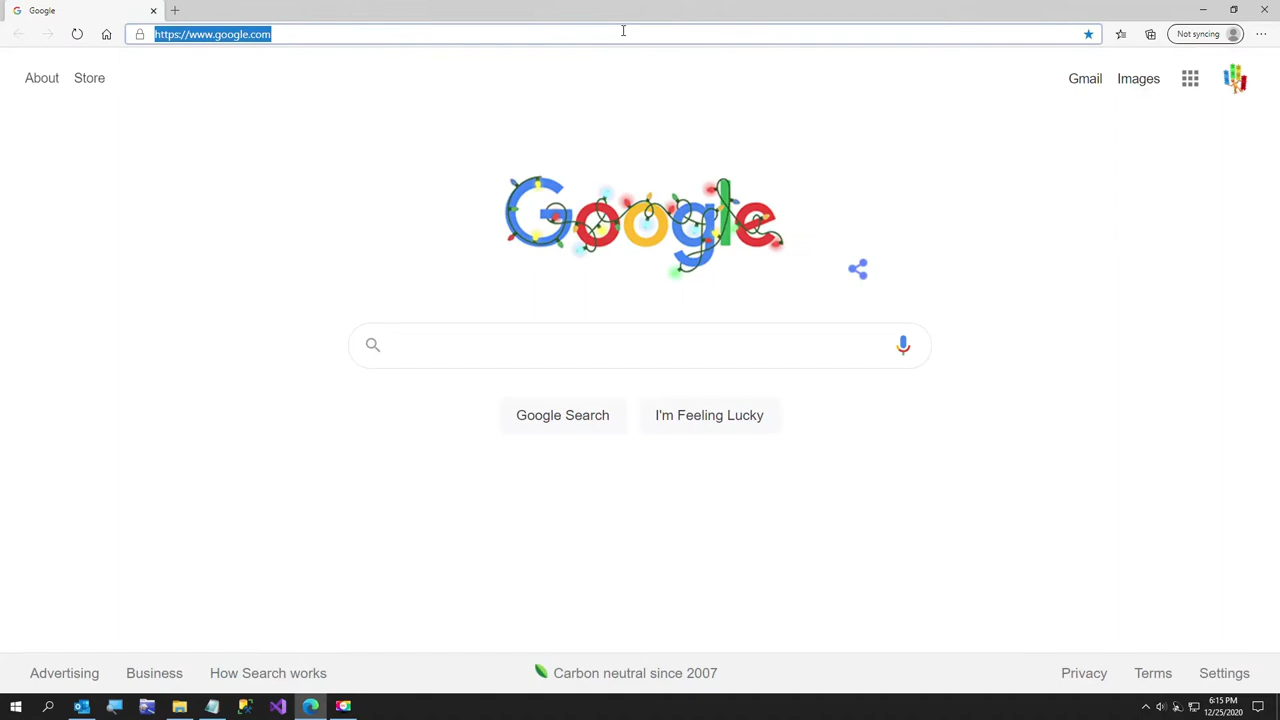 Google
https://www.google.com
Not syncing
About
Store
Gmail
Images
Google
Google Search
I'm Feeling Lucky
Advertising
Business
How Search works
Carbon neutral since 2007
Privacy
Terms
Settings
6:15 PM
12/25/2020